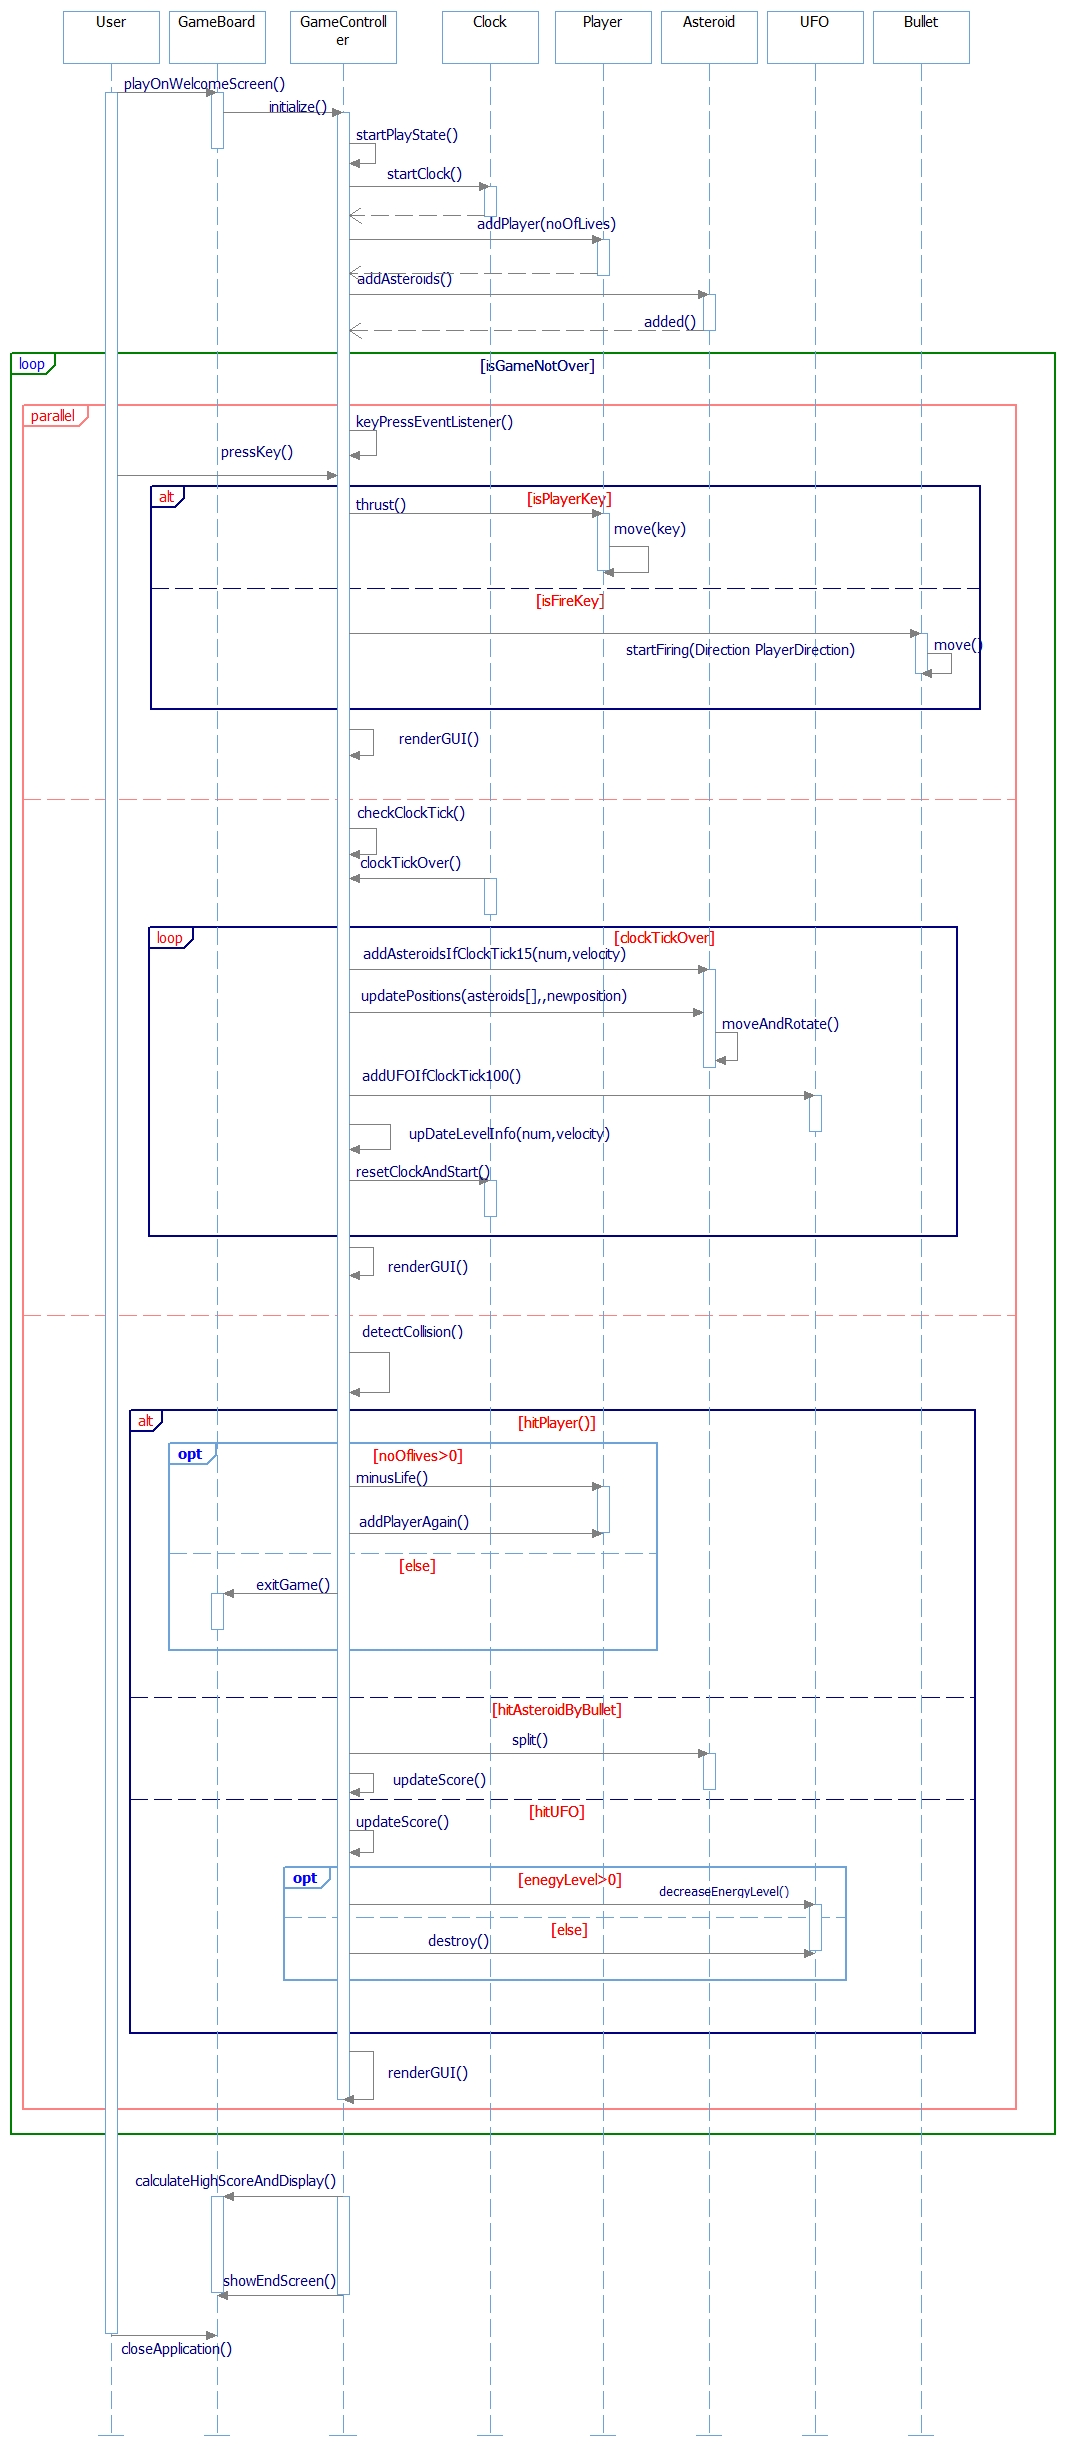 User
GameBoard
GameControll
er
Clock
Player
Asteroid
UFO
Bullet
playOnWelcomeScreen()
initialize()
startPlayState()
startClock()
addPlayer(noOfLives)
addAsteroids()
added()
loop
[isGameNotOver]
parallel
keyPressEventListener()
pressKey()
alt
[isPlayerKey]
thrust()
move(key)
[isFireKey]
startFiring(Direction PlayerDirection)
move()
renderGUI()
checkClockTick()
clockTickOver()
loop
[clockTickOver]
addAsteroidsIfClockTick15(num,velocity)
updatePositions(asteroids[],,newposition)
moveAndRotate()
addUFOIfClockTick100()
upDateLevelInfo(num,velocity)
resetClockAndStart()
renderGUI()
detectCollision()
alt
[hitPlayer()]
opt
[noOflives>0]
minusLife()
addPlayerAgain()
[else]
exitGame()
[hitAsteroidByBullet]
split()
updateScore()
[hitUFO]
updateScore()
opt
[enegyLevel>0]
decreaseEnergyLevel()
[else]
destroy()
renderGUI()
calculateHighScoreAndDisplay()
showEndScreen()
closeApplication()